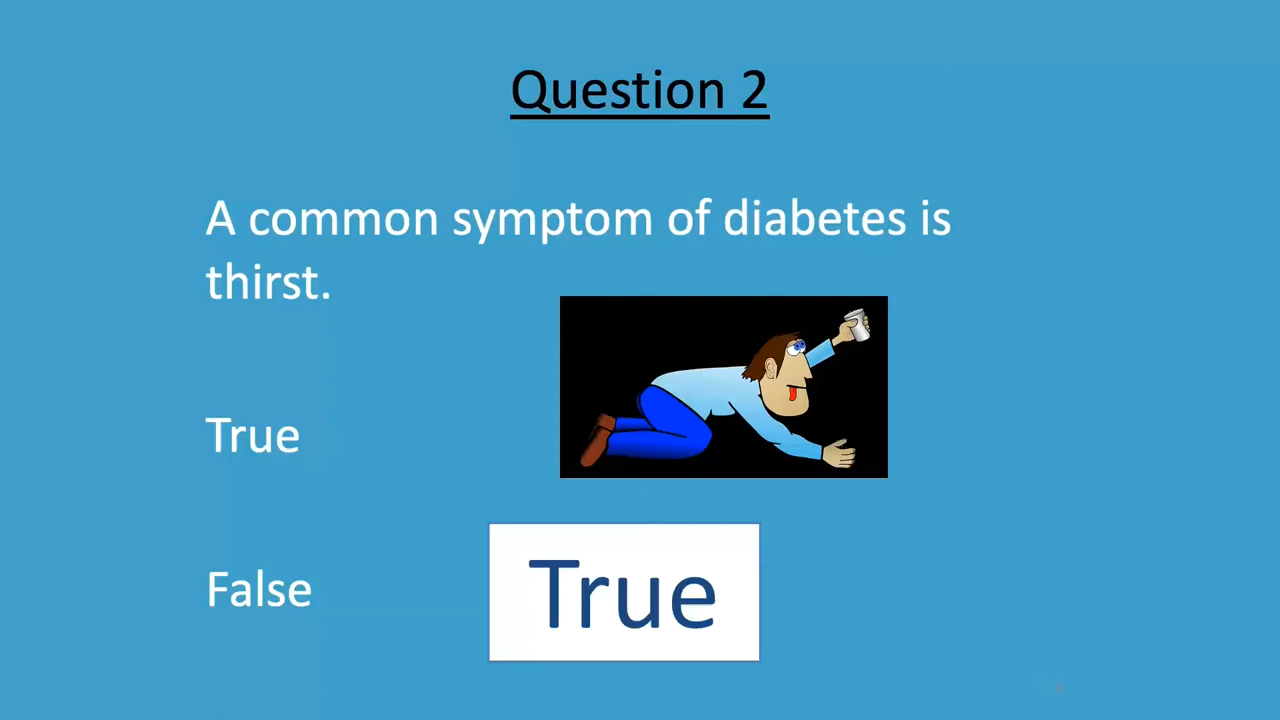 Question 2
A common symptom of diabetes is
thirst.
True
False
True